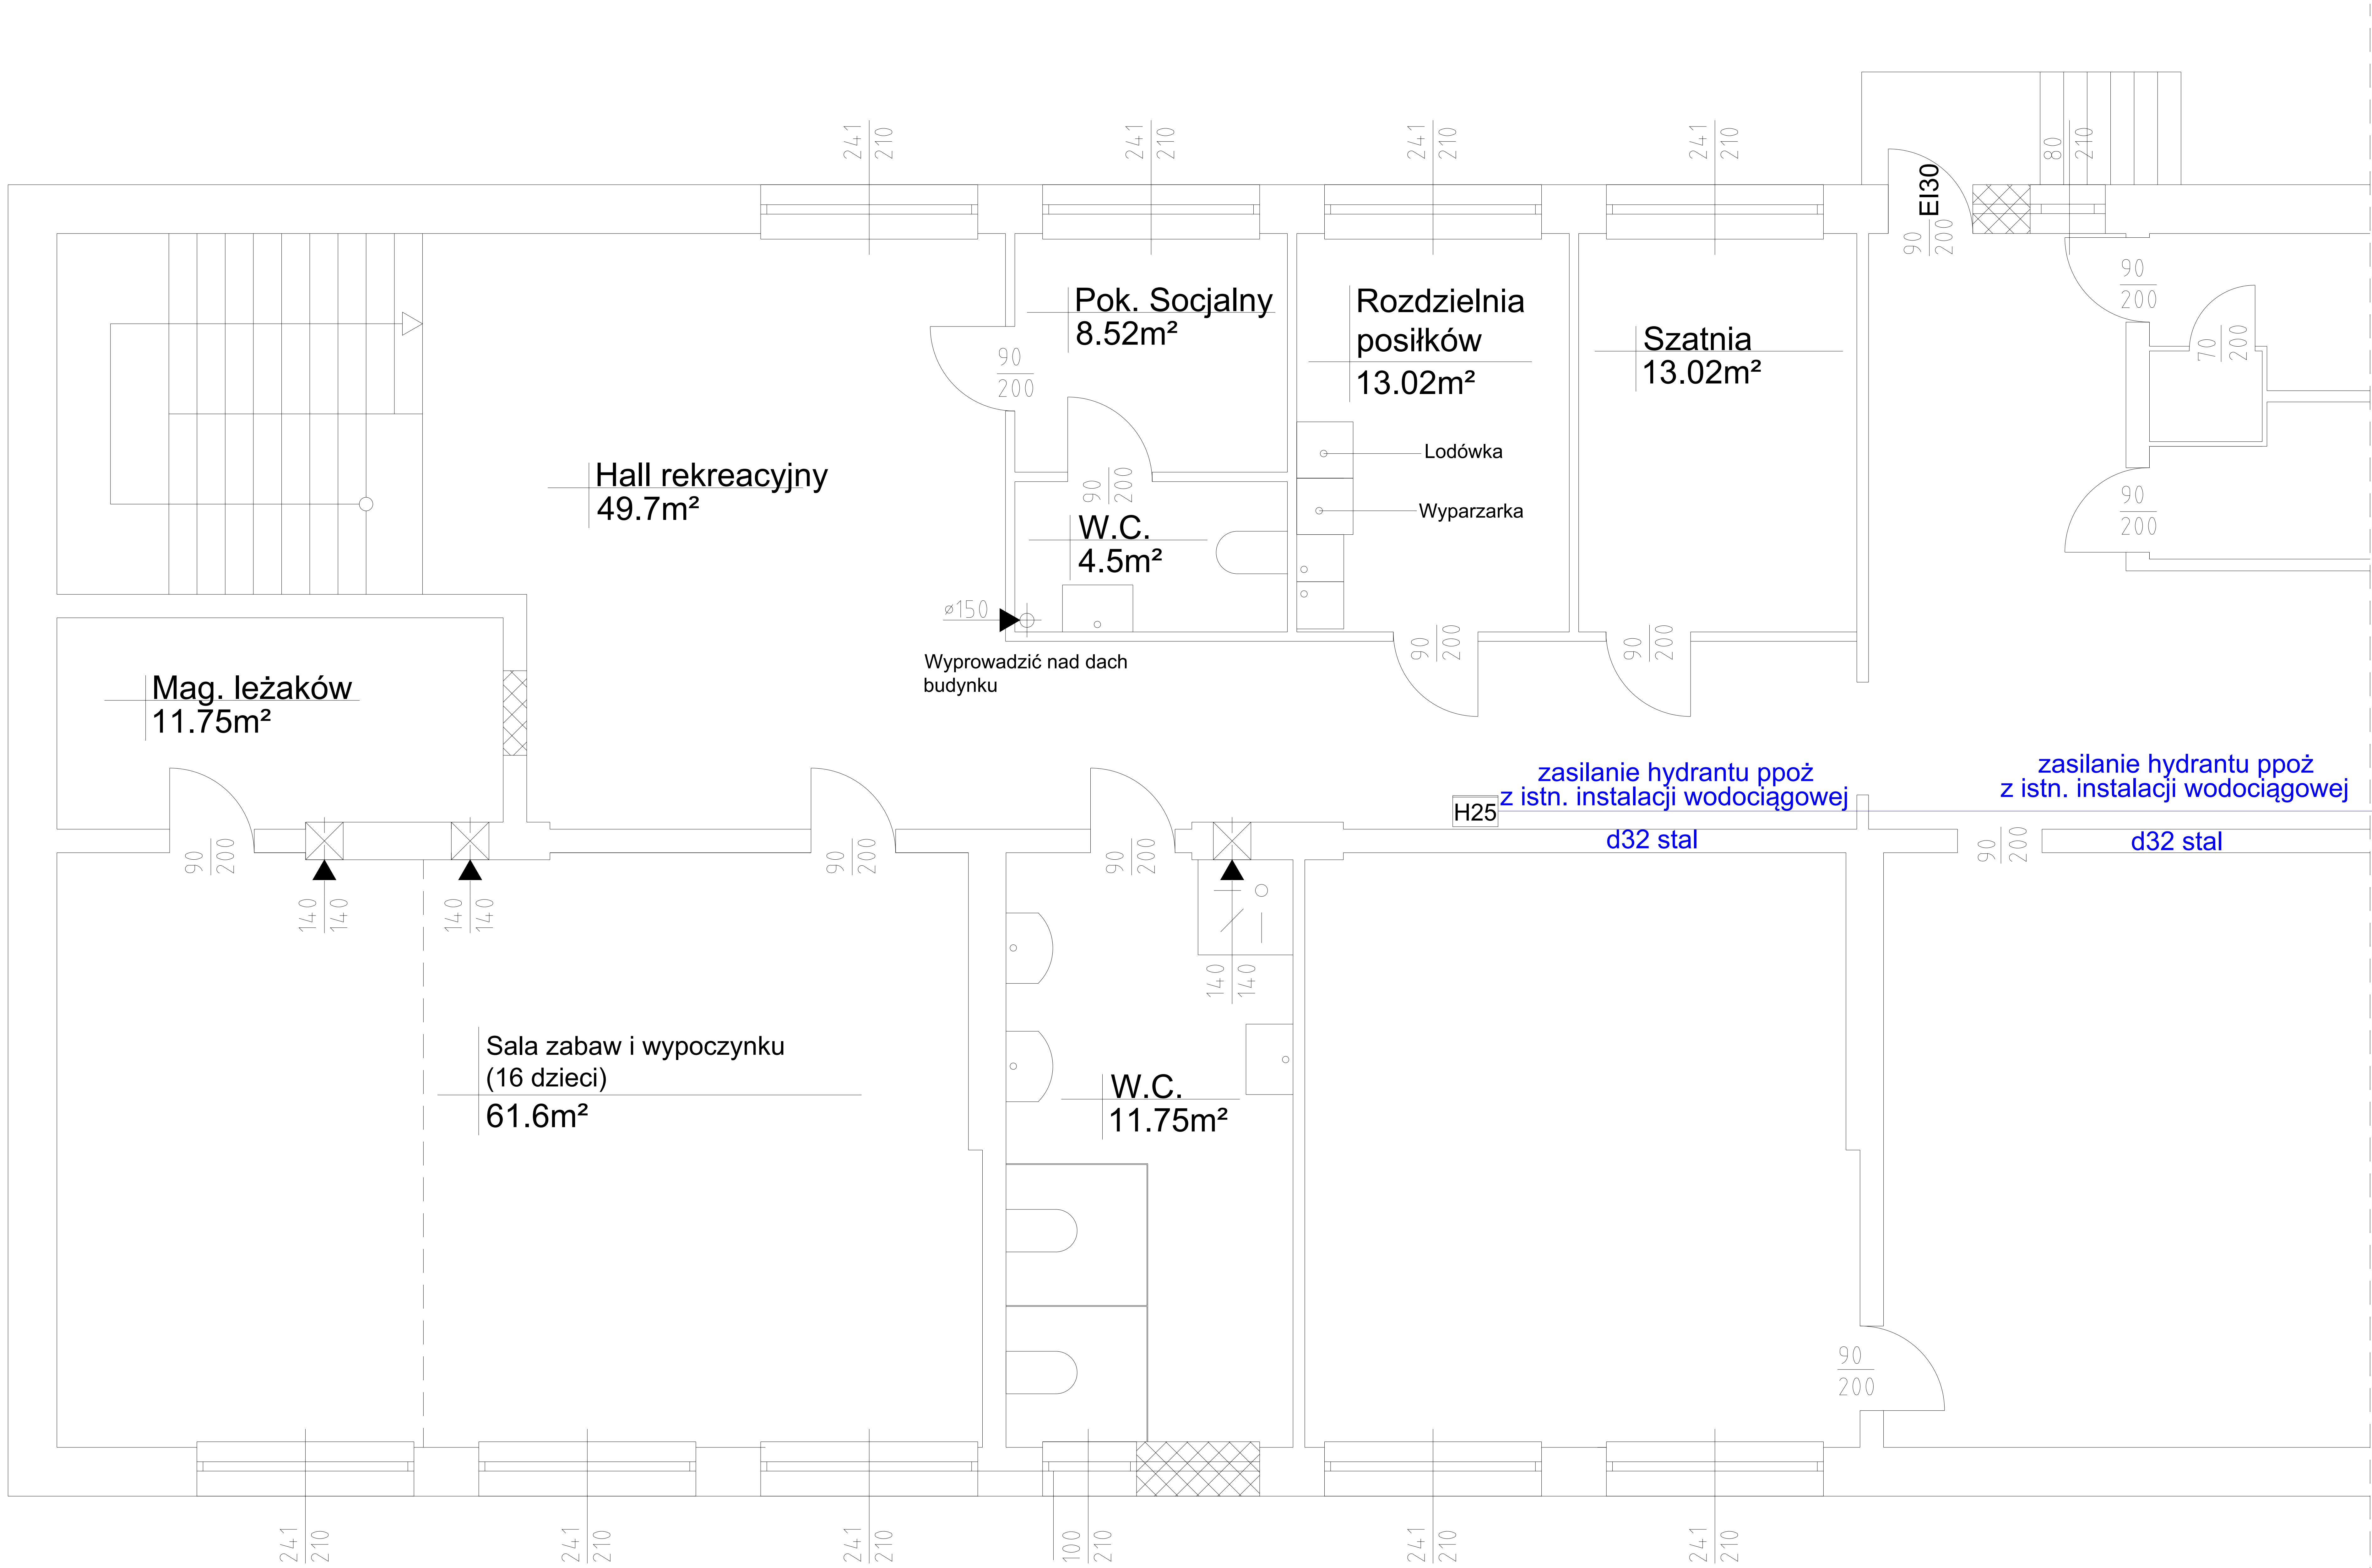 241
210
241
210
241
210
241
210
80
210
EI30
90
200
90
200
70
200
90
200
Pok. Socjalny
8.52m²
90
200
Rozdzielnia
posiłków
13.02m²
Szatnia
13.02m²
Lodówka
Wyparzarka
Hall rekreacyjny
49.7m²
90
200
W.C.
4.5m²
ø150
Wyprowadzić nad dach
budynku
90
200
90
200
Mag. leżaków
11.75m²
zasilanie hydrantu ppoż
z istn. instalacji wodociągowej
H25
d32 stal
zasilanie hydrantu ppoż
z istn. instalacji wodociągowej
d32 stal
90
200
90
200
90
200
90
200
140
140
140
140
140
140
Sala zabaw i wypoczynku
(16 dzieci)
61.6m²
W.C.
11.75m²
90
200
241
210
241
210
241
210
100
210
241
210
241
210